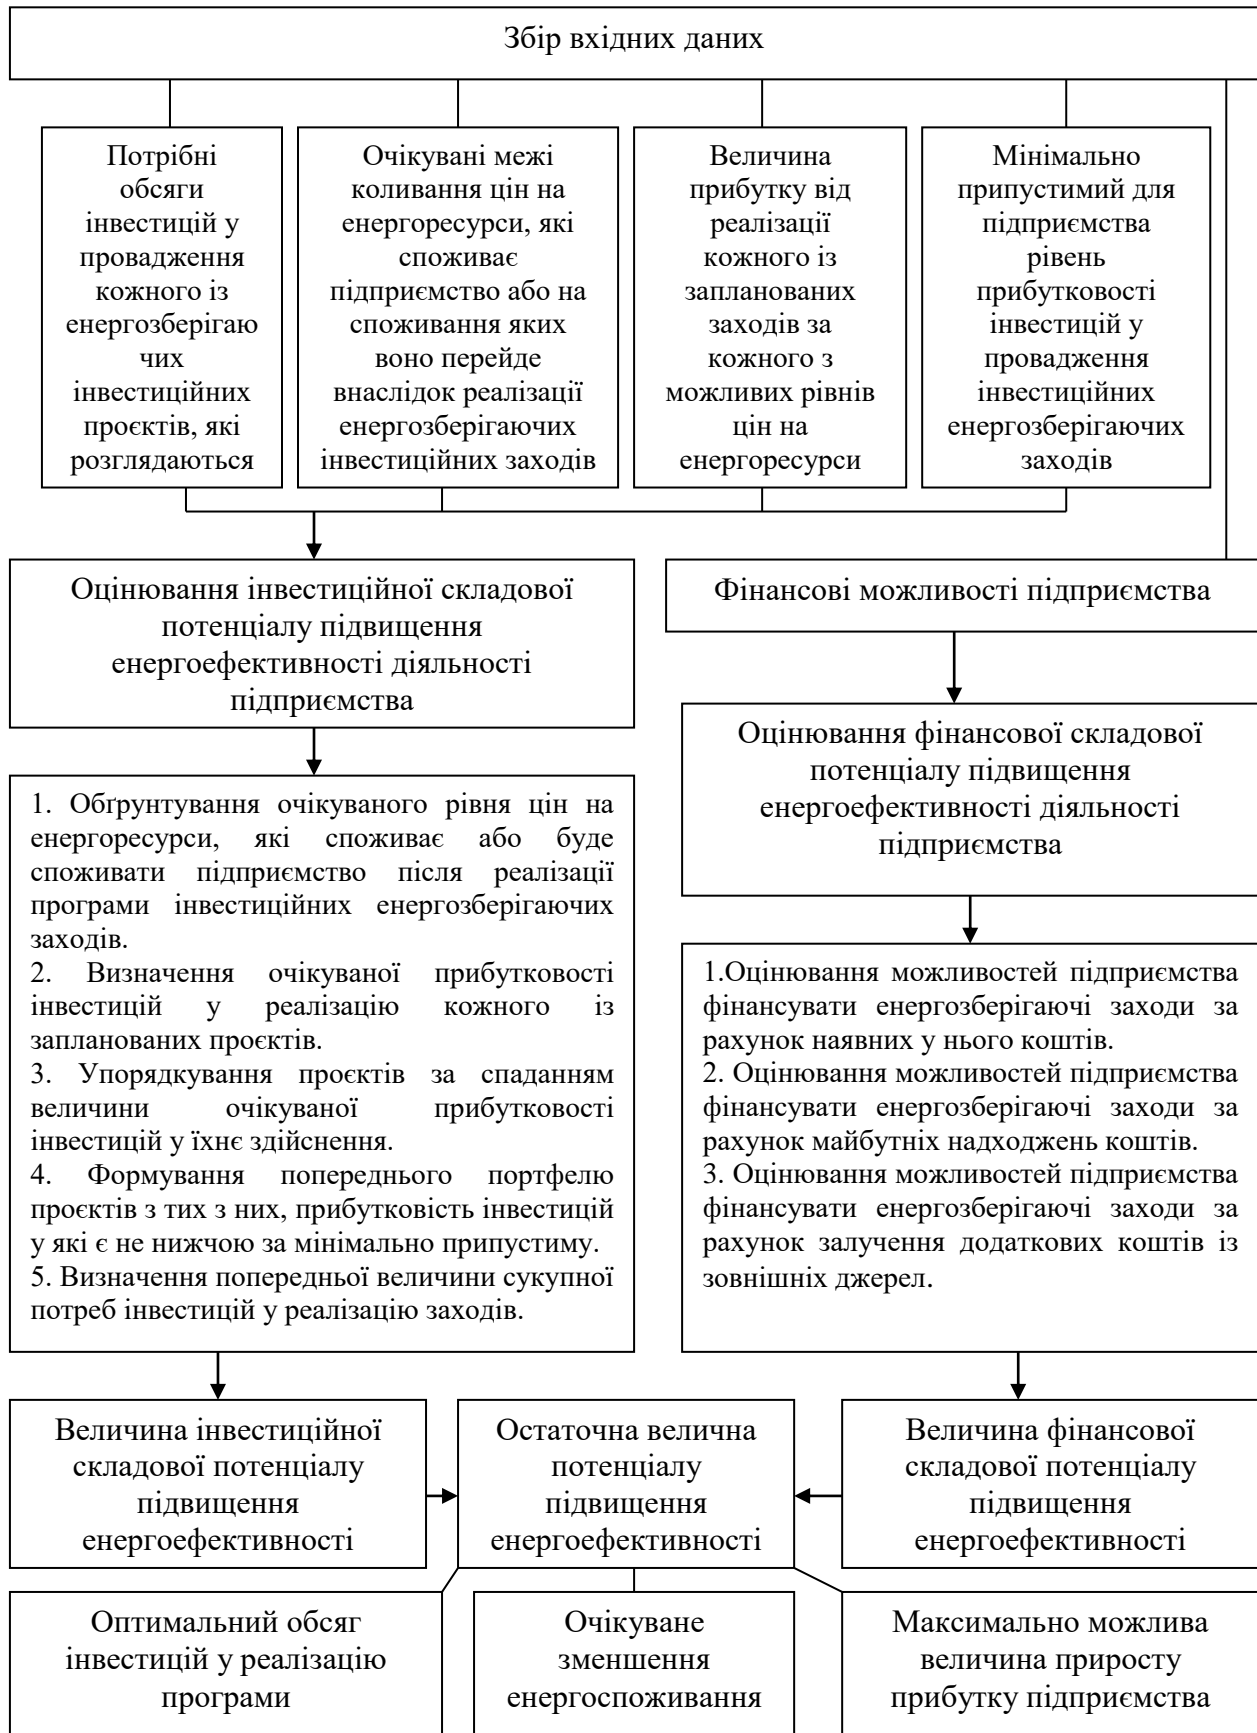 Збір вхідних даних
Потрібні
обсяги
інвестицій у
провадження
кожного із
енергозберігаю
чих
інвестиційних
проєктів, які
розглядаються
Очікувані межі
коливання цін на
енергоресурси, які
споживає
підприємство або на
споживання яких
воно перейде
внаслідок реалізації
енергозберігаючих
інвестиційних заходів
Величина
прибутку від
реалізації
кожного із
запланованих
заходів за
кожного з
можливих рівнів
цін на
енергоресурси
Мінімально
припустимий для
підприємства
рівень
прибутковості
інвестицій у
провадження
інвестиційних
енергозберігаючих
заходів
Оцінювання інвестиційної складової
потенціалу підвищення
енергоефективності діяльності
підприємства
Фінансові можливості підприємства
Оцінювання фінансової складової
потенціалу підвищення
енергоефективності діяльності
підприємства
1. Обґрунтування очікуваного рівня цін на
енергоресурси, які споживає або буде
споживати підприємство після реалізації
програми інвестиційних енергозберігаючих
заходів.
2. Визначення очікуваної прибутковості
інвестицій у реалізацію кожного із
запланованих проєктів.
3. Упорядкування проєктів за спаданням
величини очікуваної прибутковості
інвестицій у їхнє здійснення.
4. Формування попереднього портфелю
проєктів з тих з них, прибутковість інвестицій
у які є не нижчою за мінімально припустиму.
5. Визначення попередньої величини сукупної
потреб інвестицій у реалізацію заходів.
1.Оцінювання можливостей підприємства
фінансувати енергозберігаючі заходи за
рахунок наявних у нього коштів.
2. Оцінювання можливостей підприємства
фінансувати енергозберігаючі заходи за
рахунок майбутніх надходжень коштів.
3. Оцінювання можливостей підприємства
фінансувати енергозберігаючі заходи за
рахунок залучення додаткових коштів із
зовнішніх джерел.
Величина інвестиційної
складової потенціалу
підвищення
енергоефективності
Остаточна велична
потенціалу
підвищення
енергоефективності
Величина фінансової
складової потенціалу
підвищення
енергоефективності
Оптимальний обсяг
інвестицій у реалізацію
програми
Очікуване
зменшення
енергоспоживання
Максимально можлива
величина приросту
прибутку підприємства